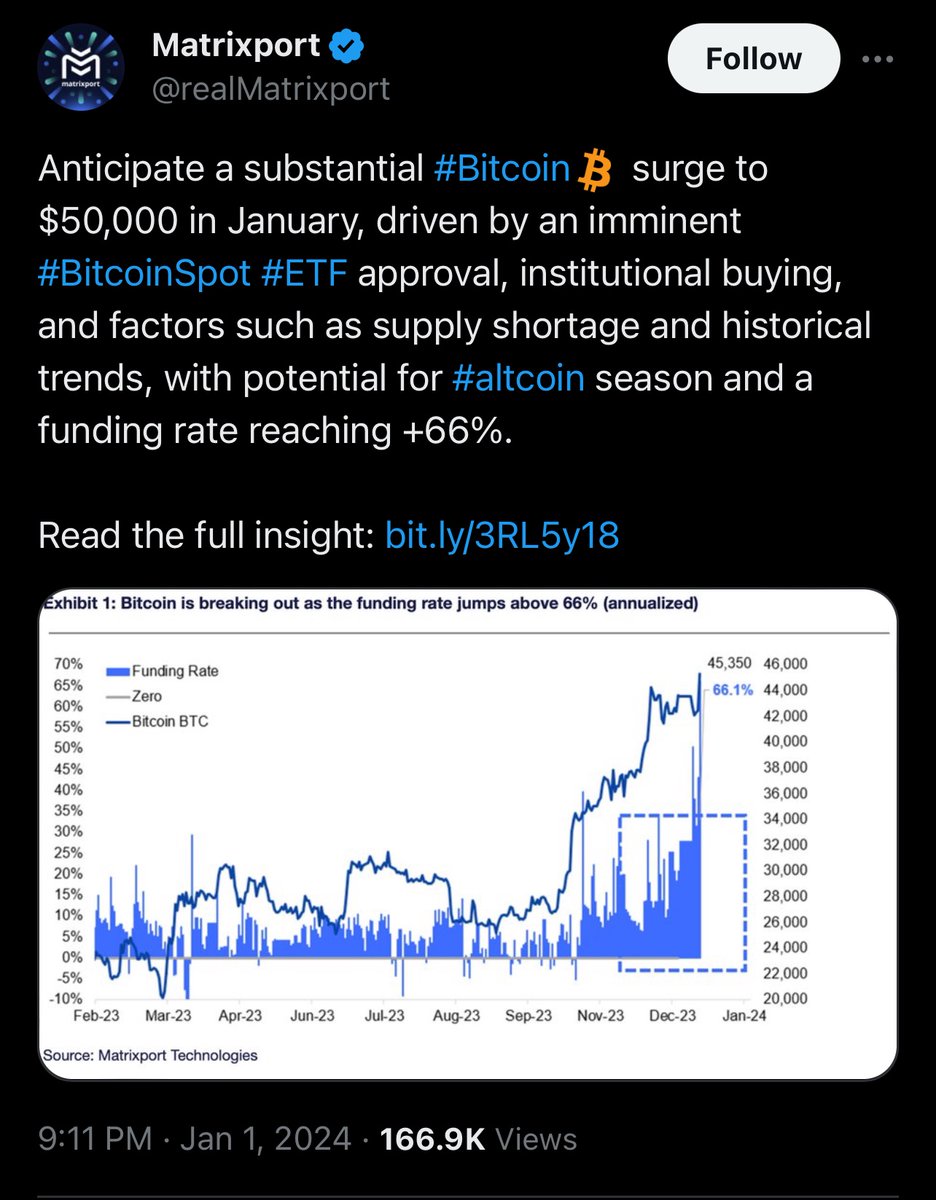 Matrixport
Follow
matrixport
@realMatrixport
Anticipate a substantial #Bitcoin surge to
$50,000 in January, driven by an imminent
#BitcoinSpot #ETF approval, institutional buying,
and factors such as supply shortage and historical
trends, with potential for #altcoin season and a
funding rate reaching +66%.
Read the full insight: bit.ly/3RL5y18
Exhibit 1: Bitcoin is breaking out as the funding rate jumps above 66% (annualized)
70%
65%
60%
55%
50%
45%
40%
35%
30%
25%
20%
15%
10%
5%
0%
-5%
-10%
Funding Rate
Zero
Bitcoin BTC
45,350
66.1%
46,000
44,000
42,000
40,000
38,000
36,000
34,000
32,000
30,000
28,000
26,000
24,000
22,000
20,000
Feb-23 Mar-23 Apr-23 Jun-23 Jul-23 Aug-23 Sep-23 Nov-23 Dec-23 Jan-24
Source: Matrixport Technologies
9:11 PM · Jan 1, 2024 · 166.9K Views